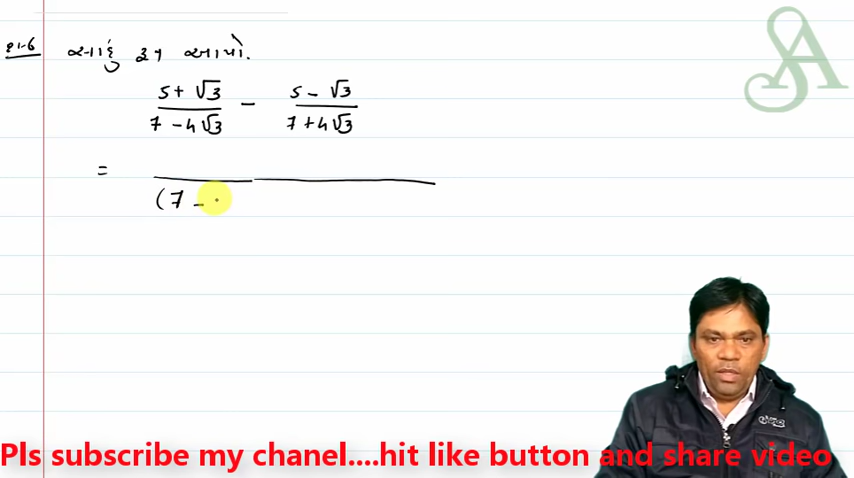 સાદું રૂપ આપો.
5 + √3 / 7 - 4√3 - 5 - √3 / 7 + 4√3
=
(7 -
Pls subscribe my chanel....hit like button and share video